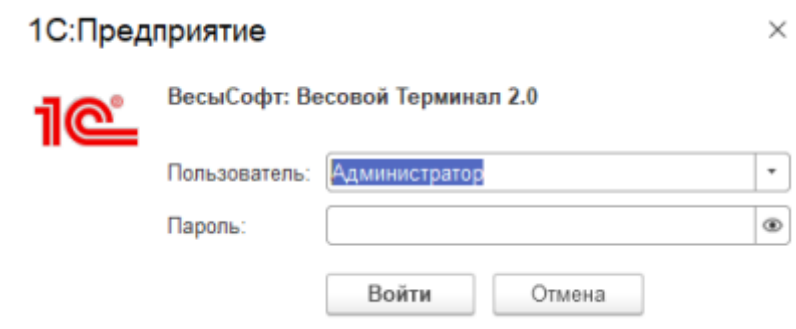 1С:Предприятие
1С®
ВесыСофт: Весовой Терминал 2.0
Пользователь: Администратор
Пароль:
Войти Отмена